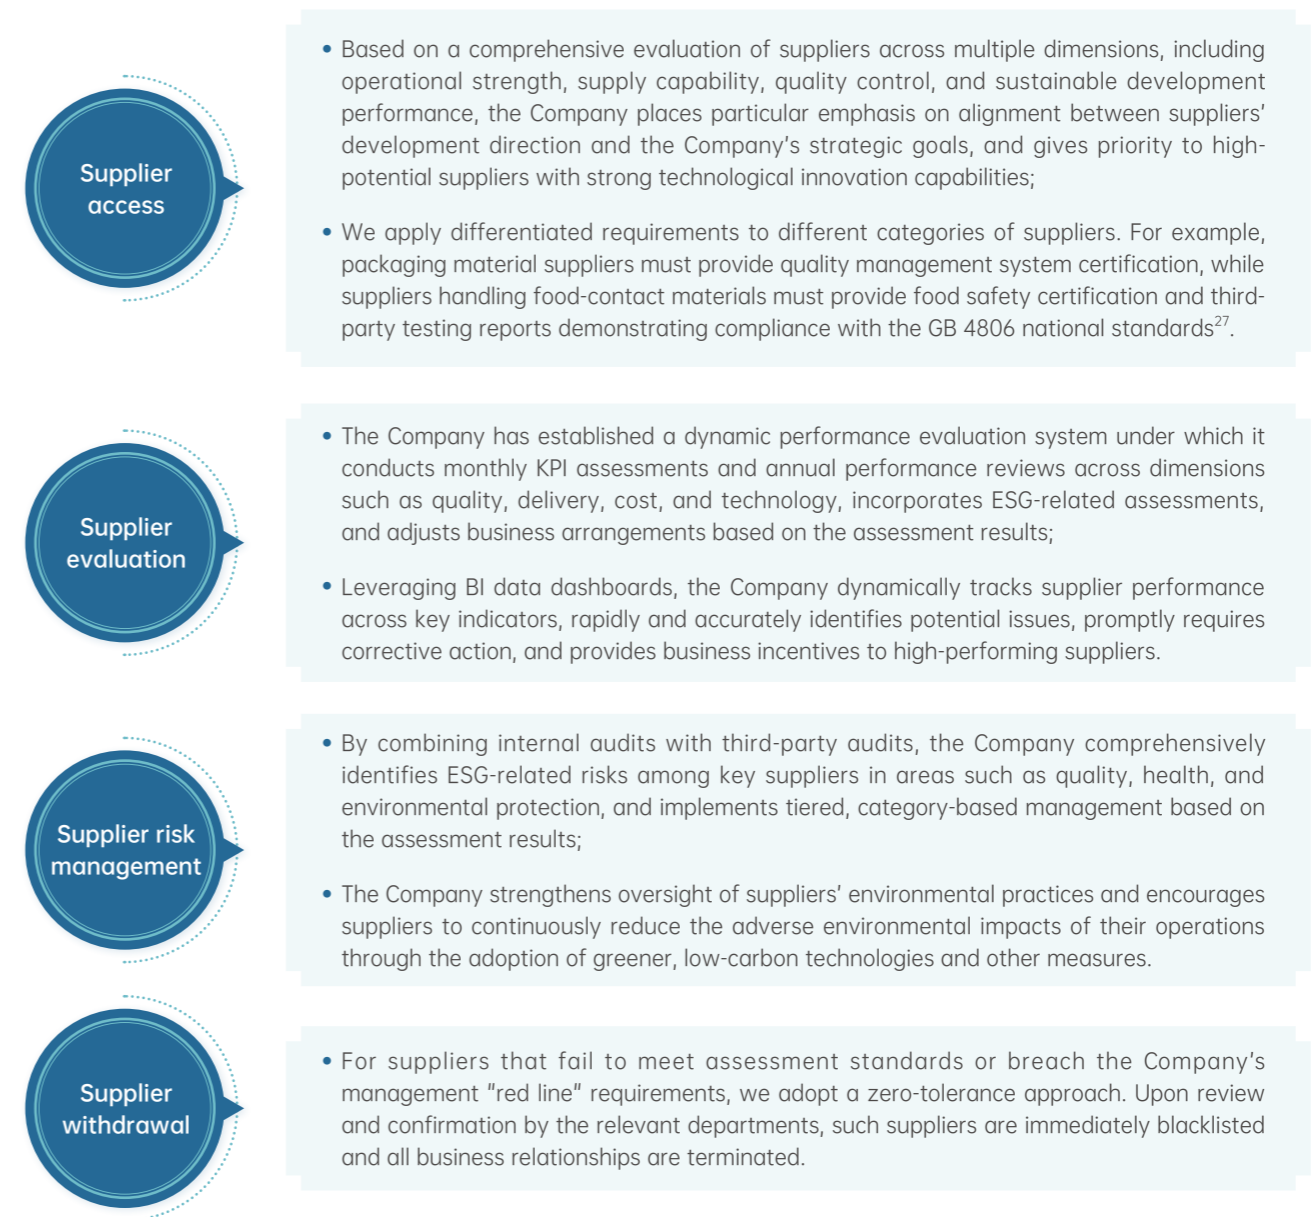 Supplier
access
• Based on a comprehensive evaluation of suppliers across multiple dimensions, including
operational strength, supply capability, quality control, and sustainable development
performance, the Company places particular emphasis on alignment between suppliers’
development direction and the Company’s strategic goals, and gives priority to high-
potential suppliers with strong technological innovation capabilities;
• We apply differentiated requirements to different categories of suppliers. For example,
packaging material suppliers must provide quality management system certification, while
suppliers handling food-contact materials must provide food safety certification and third-
party testing reports demonstrating compliance with the GB 4806 national standards27.
Supplier
evaluation
• The Company has established a dynamic performance evaluation system under which it
conducts monthly KPI assessments and annual performance reviews across dimensions
such as quality, delivery, cost, and technology, incorporates ESG-related assessments,
and adjusts business arrangements based on the assessment results;
• Leveraging BI data dashboards, the Company dynamically tracks supplier performance
across key indicators, rapidly and accurately identifies potential issues, promptly requires
corrective action, and provides business incentives to high-performing suppliers.
Supplier risk
management
• By combining internal audits with third-party audits, the Company comprehensively
identifies ESG-related risks among key suppliers in areas such as quality, health, and
environmental protection, and implements tiered, category-based management based on
the assessment results;
• The Company strengthens oversight of suppliers’ environmental practices and encourages
suppliers to continuously reduce the adverse environmental impacts of their operations
through the adoption of greener, low-carbon technologies and other measures.
Supplier
withdrawal
• For suppliers that fail to meet assessment standards or breach the Company’s
management "red line" requirements, we adopt a zero-tolerance approach. Upon review
and confirmation by the relevant departments, such suppliers are immediately blacklisted
and all business relationships are terminated.